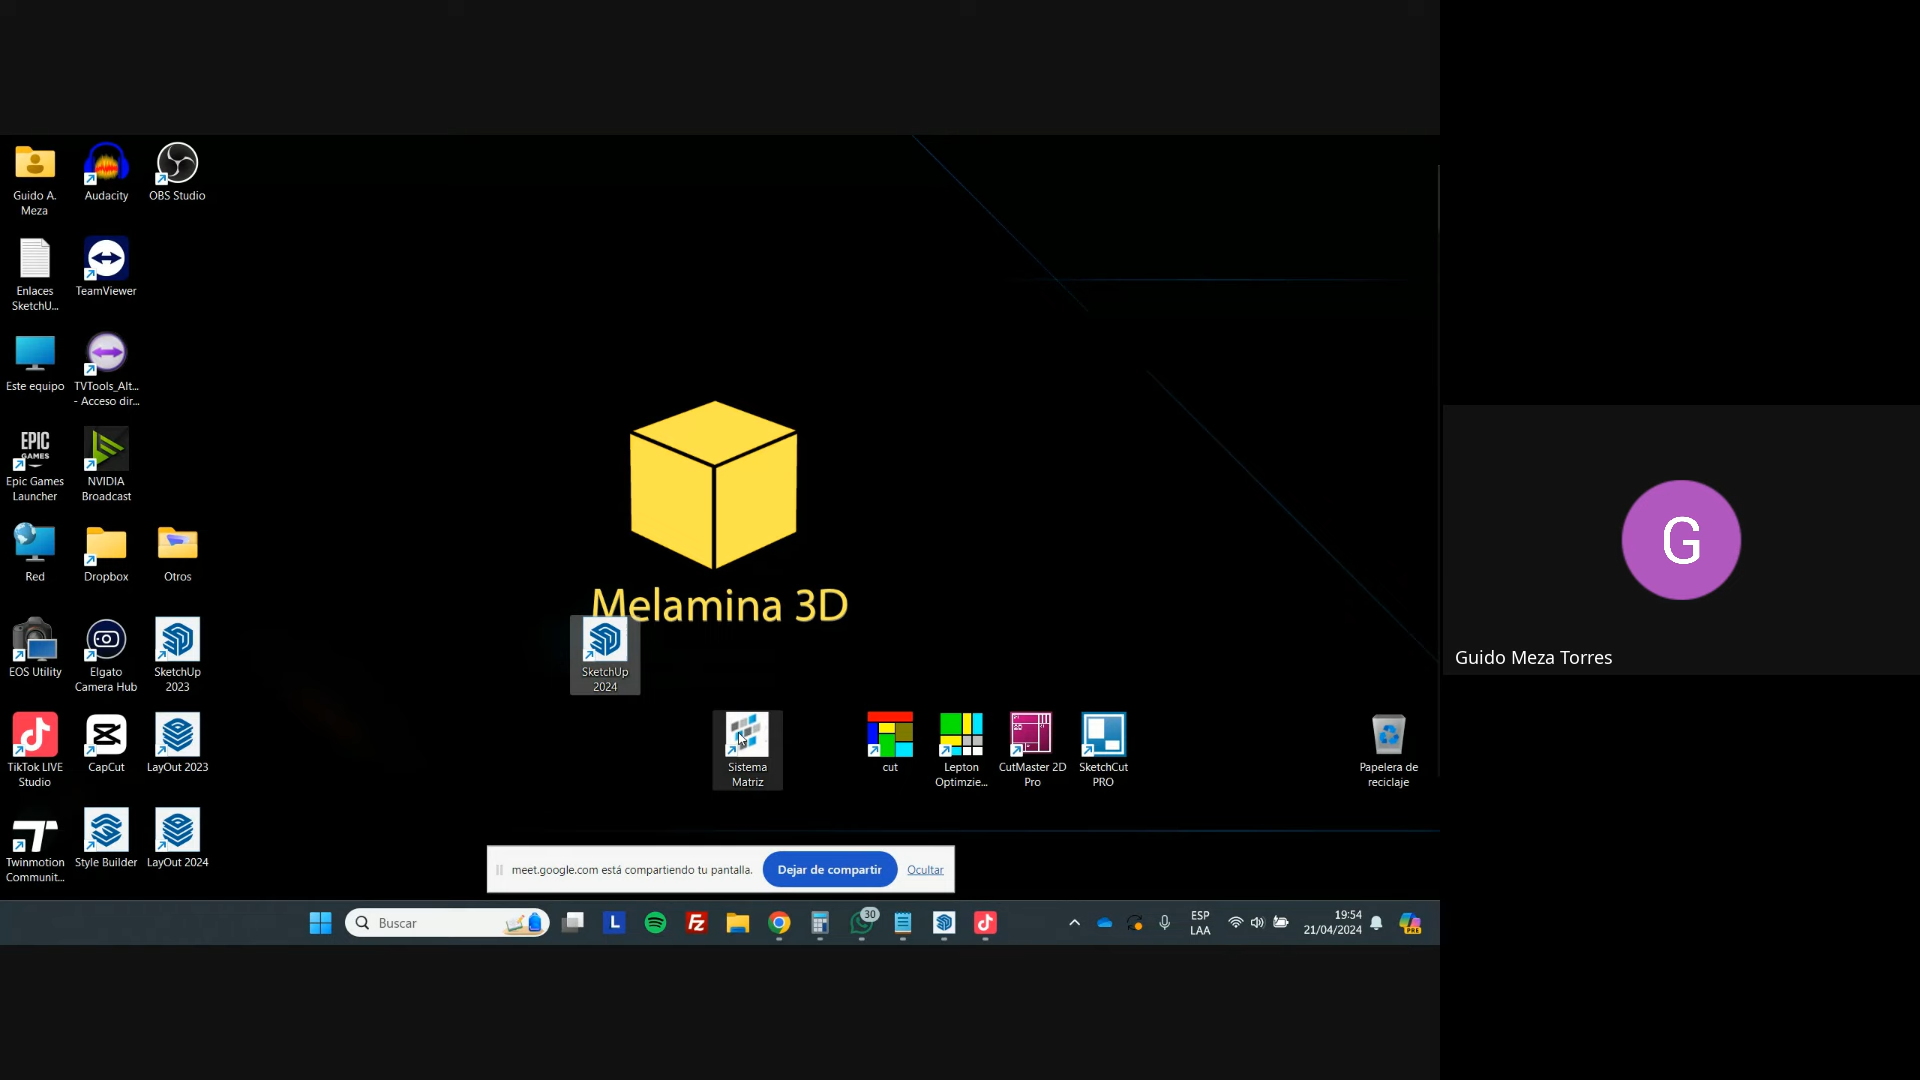 Guido A.
Meza
Audacity
OBS Studio
Enlaces
SketchU...
TeamViewer
Este equipo
TVTools_Alt...
- Acceso dir...
EPIC
GAMES
Epic Games
Launcher
NVIDIA
Broadcast
Red
Dropbox
Otros
EOS Utility
Elgato
Camera Hub
SketchUp
2023
TikTok LIVE
Studio
CapCut
LayOut 2023
Twinmotion
Communit...
Style Builder
LayOut 2024
Melamina 3D
SketchUp
2024
Sistema
Matriz
cut
Lepton
Optimzie...
CutMaster 2D
Pro
SketchCut
PRO
Papelera de
reciclaje
meet.google.com está compartiendo tu pantalla.
Dejar de compartir
Ocultar
Buscar
L
Fz
30
ESP
LAA
19:54
21/04/2024
PRE
G
Guido Meza Torres